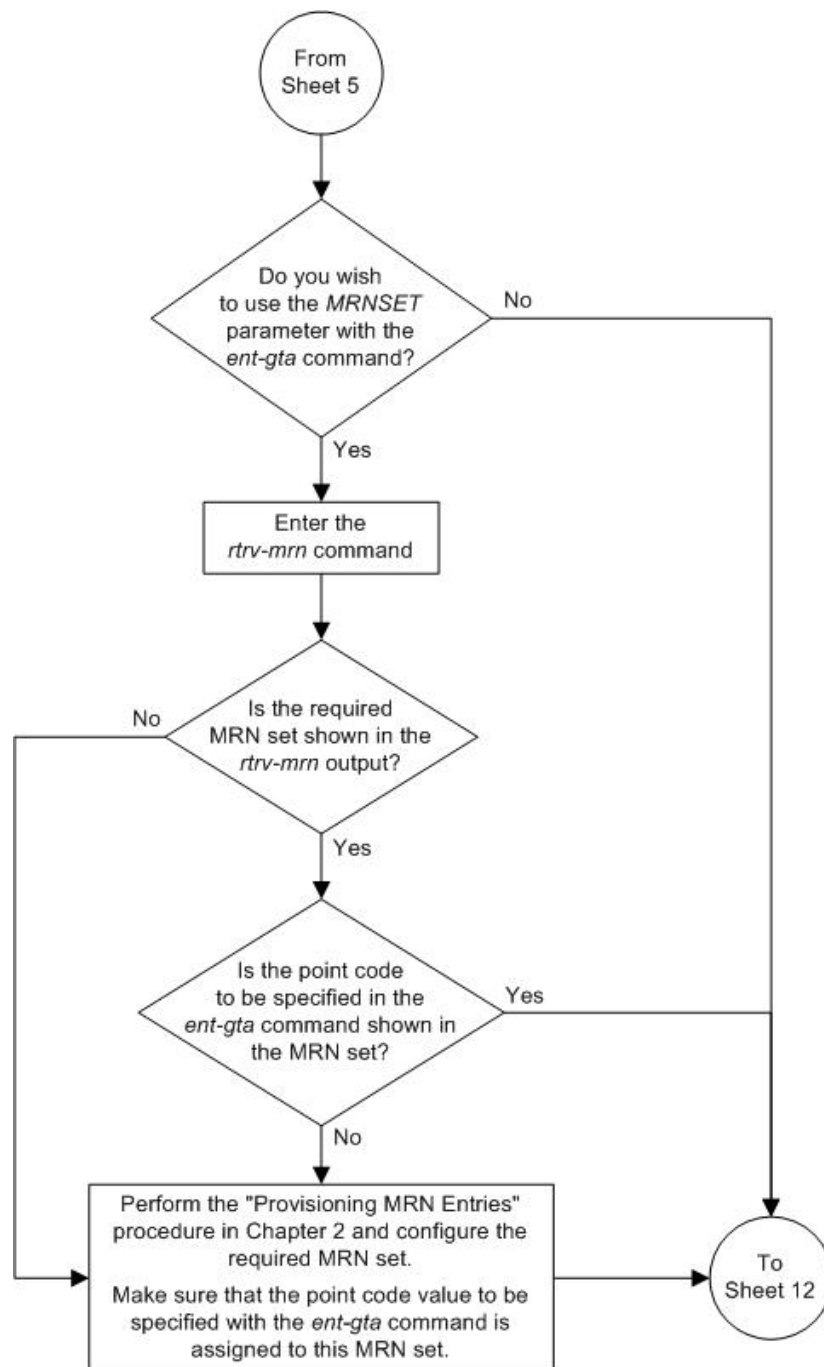 From
Sheet 5
Do you wish
to use the MRNSET
parameter with the
ent-gta command?
No
Yes
Enter the
rtrv-mrn command
No
Is the required
MRN set shown in the
rtrv-mrn output?
Yes
Is the point code
to be specified in the
ent-gta command shown in
the MRN set?
Yes
No
Perform the "Provisioning MRN Entries"
procedure in Chapter 2 and configure the
required MRN set.
Make sure that the point code value to be
specified with the ent-gta command is
assigned to this MRN set.
To
Sheet 12